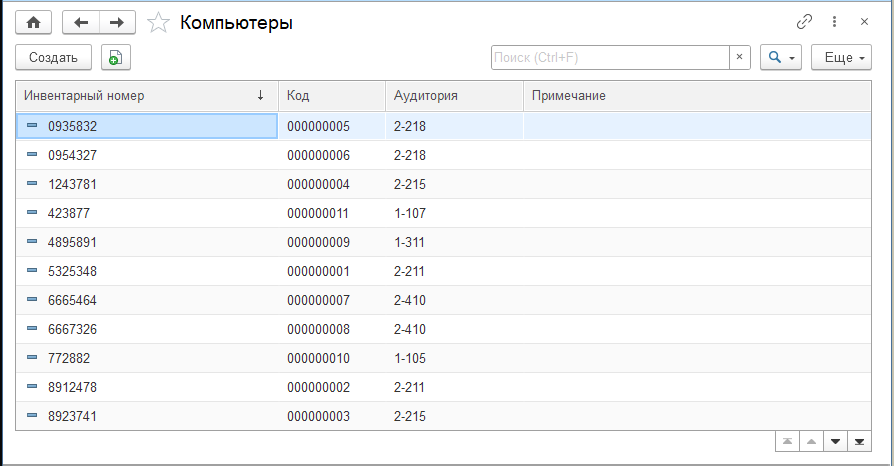 Компьютеры
Создать Поиск (Ctrl+F) × Еще
Инвентарный номер ↓ Код Аудитория Примечание
0935832 000000005 2-218
0954327 000000006 2-218
1243781 000000004 2-215
423877 000000011 1-107
4895891 000000009 1-311
5325348 000000001 2-211
6665464 000000007 2-410
6667326 000000008 2-410
772882 000000010 1-105
8912478 000000002 2-211
8923741 000000003 2-215